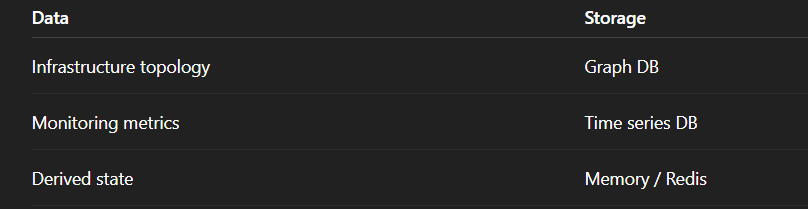 Data Storage
Infrastructure topology Graph DB
Monitoring metrics Time series DB
Derived state Memory / Redis